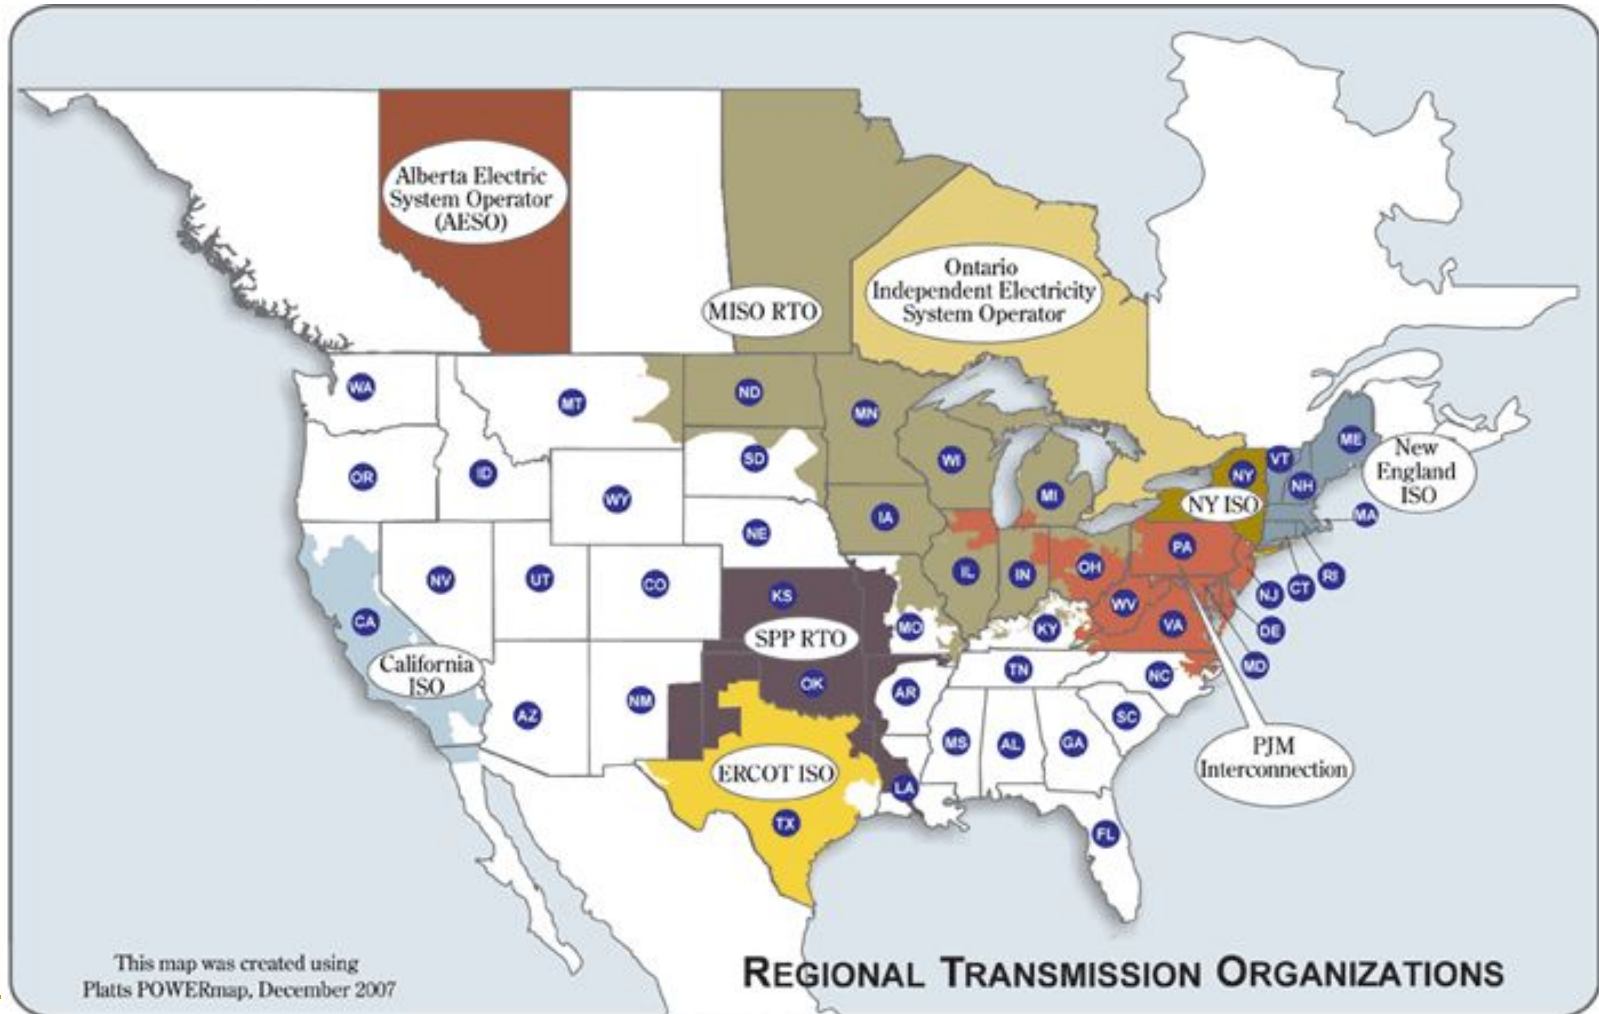 Alberta Electric
System Operator
(AESO)
Ontario
Independent Electricity
System Operator
MISO RTO
WA
MT
ND
MN
ME
New
England
ISO
OR
ID
SD
WI
VT
NY
NH
WY
MI
NY ISO
MA
NE
IA
PA
NV
UT
CO
KS
IL
IN
OH
NJ
CT
RI
CA
SPP RTO
MO
KY
WV
VA
DE
California
ISO
MD
AZ
NM
OK
AR
TN
NC
MS
AL
GA
SC
PJM
Interconnection
ERCOT ISO
TX
LA
FL
This map was created using
Platts POWERmap, December 2007
REGIONAL TRANSMISSION ORGANIZATIONS